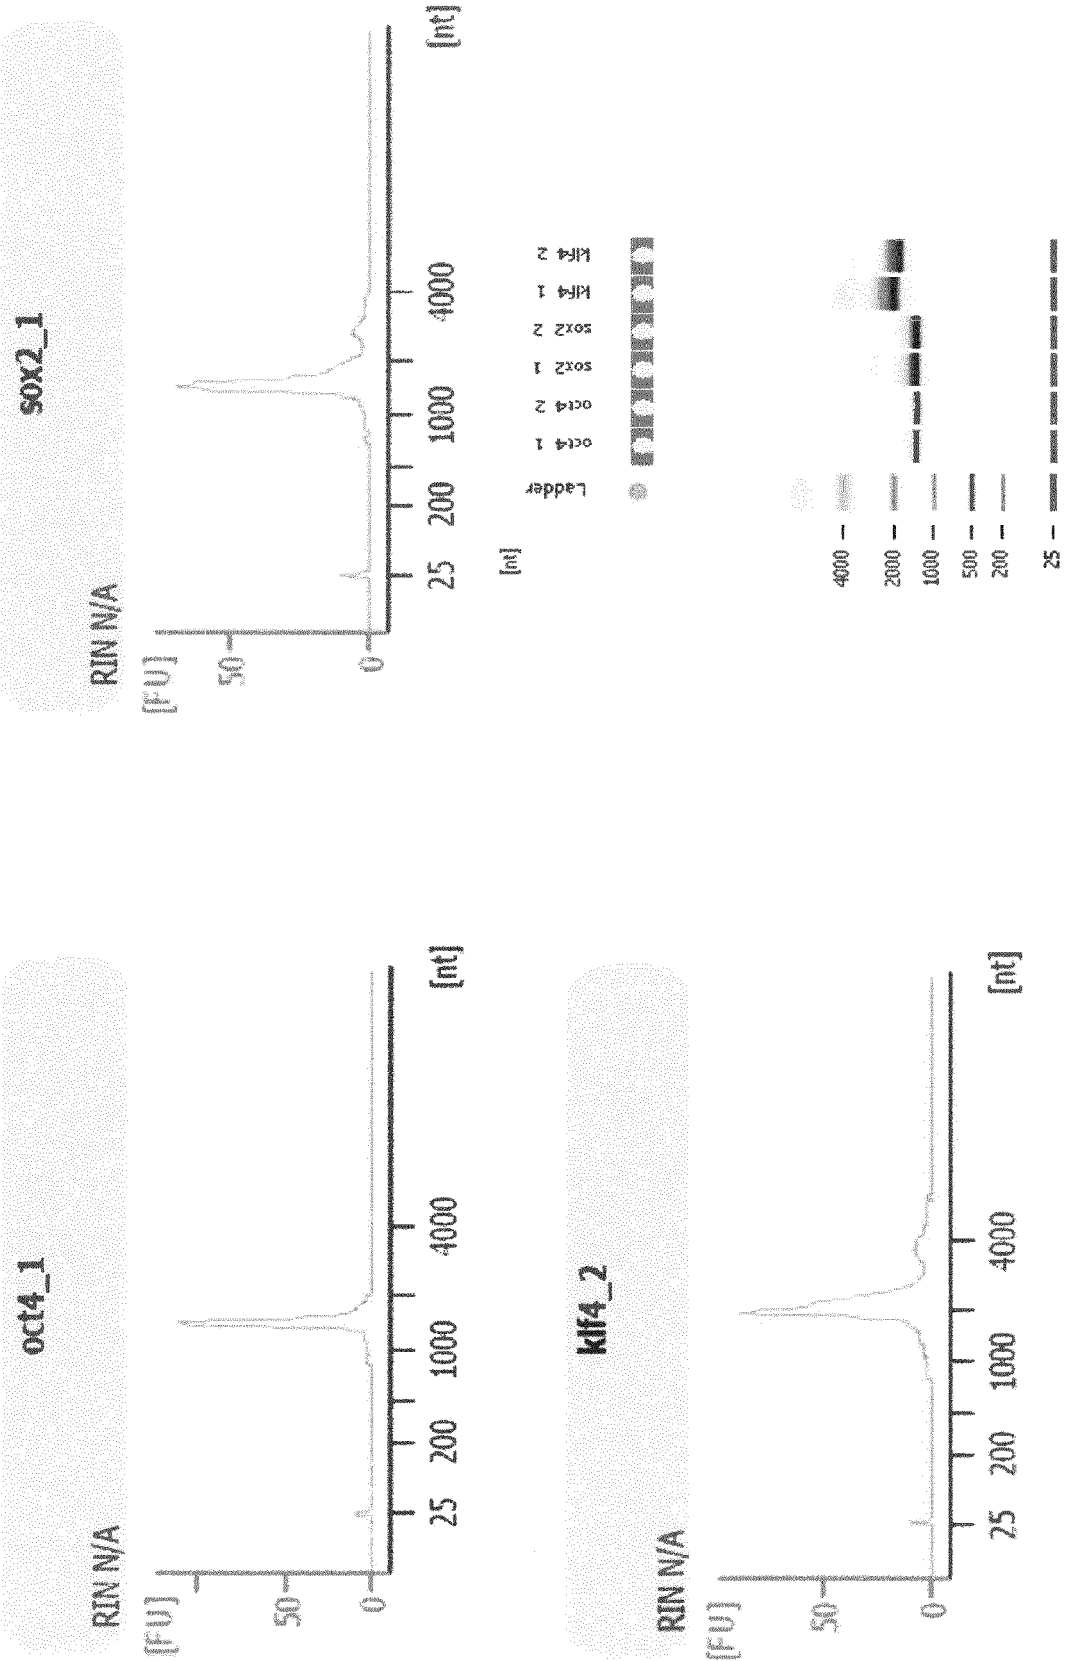 oct4_1
RIN N/A
[FU]
50
0
25
200
1000
4000
[nt]
sox2_1
RIN N/A
[FU]
50
0
25
200
1000
4000
[nt]
klf4_2
RIN N/A
[FU]
50
0
25
200
1000
4000
[nt]
[nt]
Ladder
oct4 1
oct4 2
sox2 1
sox2 2
klf4 1
klf4 2
4000
2000
1000
500
200
25